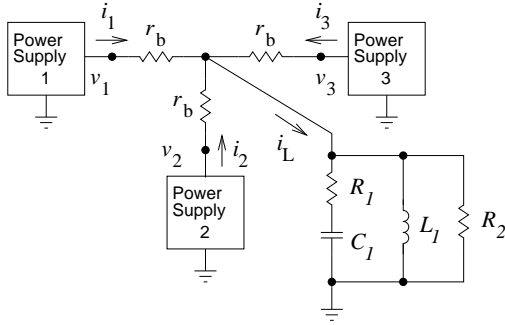 i1
rb
rb
i3
Power
Supply
1
v1
v3
Power
Supply
3
rb
v2
i2
iL
Power
Supply
2
R1
C1
L1
R2